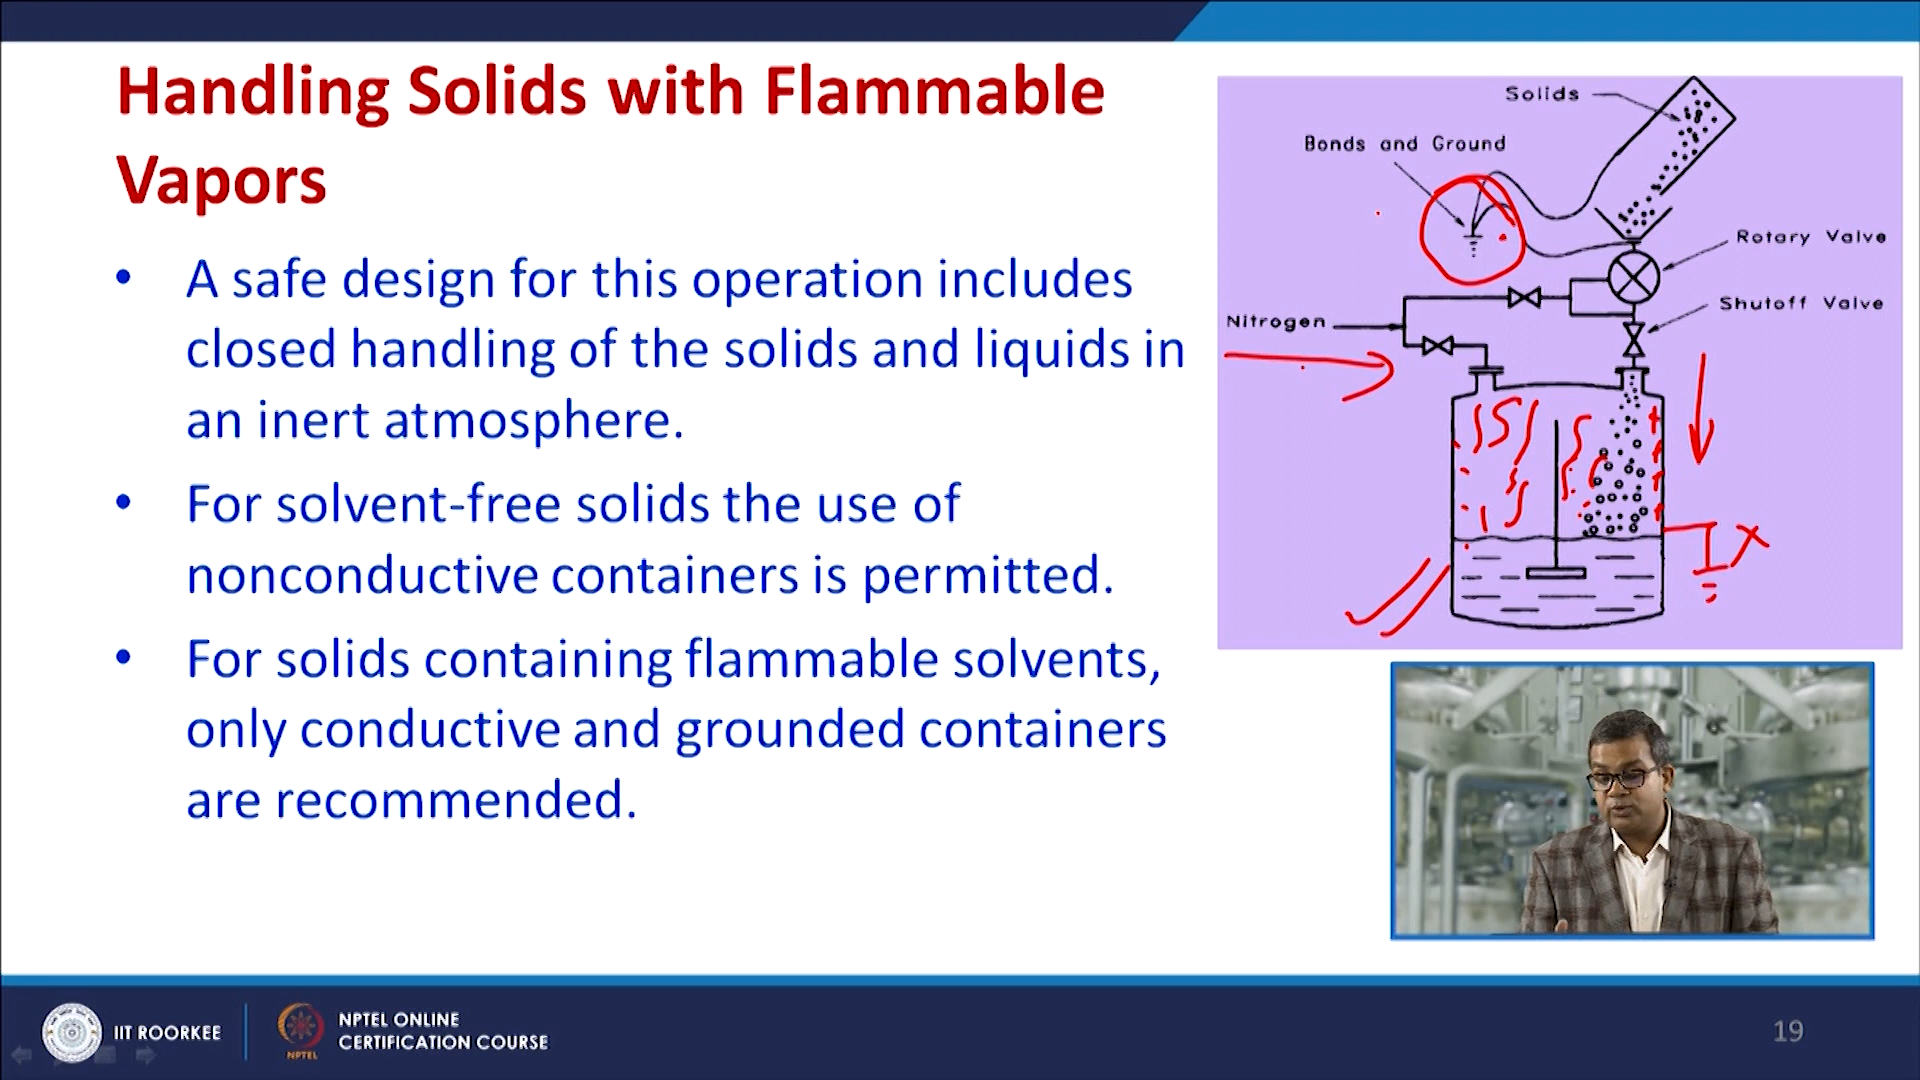 Handling Solids with Flammable
Vapors
• A safe design for this operation includes
closed handling of the solids and liquids in
an inert atmosphere.
• For solvent-free solids the use of
nonconductive containers is permitted.
• For solids containing flammable solvents,
only conductive and grounded containers
are recommended.
Solids
Bonds and Ground
Rotary Valve
Shutoff Valve
Nitrogen
IIT ROORKEE
NPTEL
NPTEL ONLINE
CERTIFICATION COURSE
19